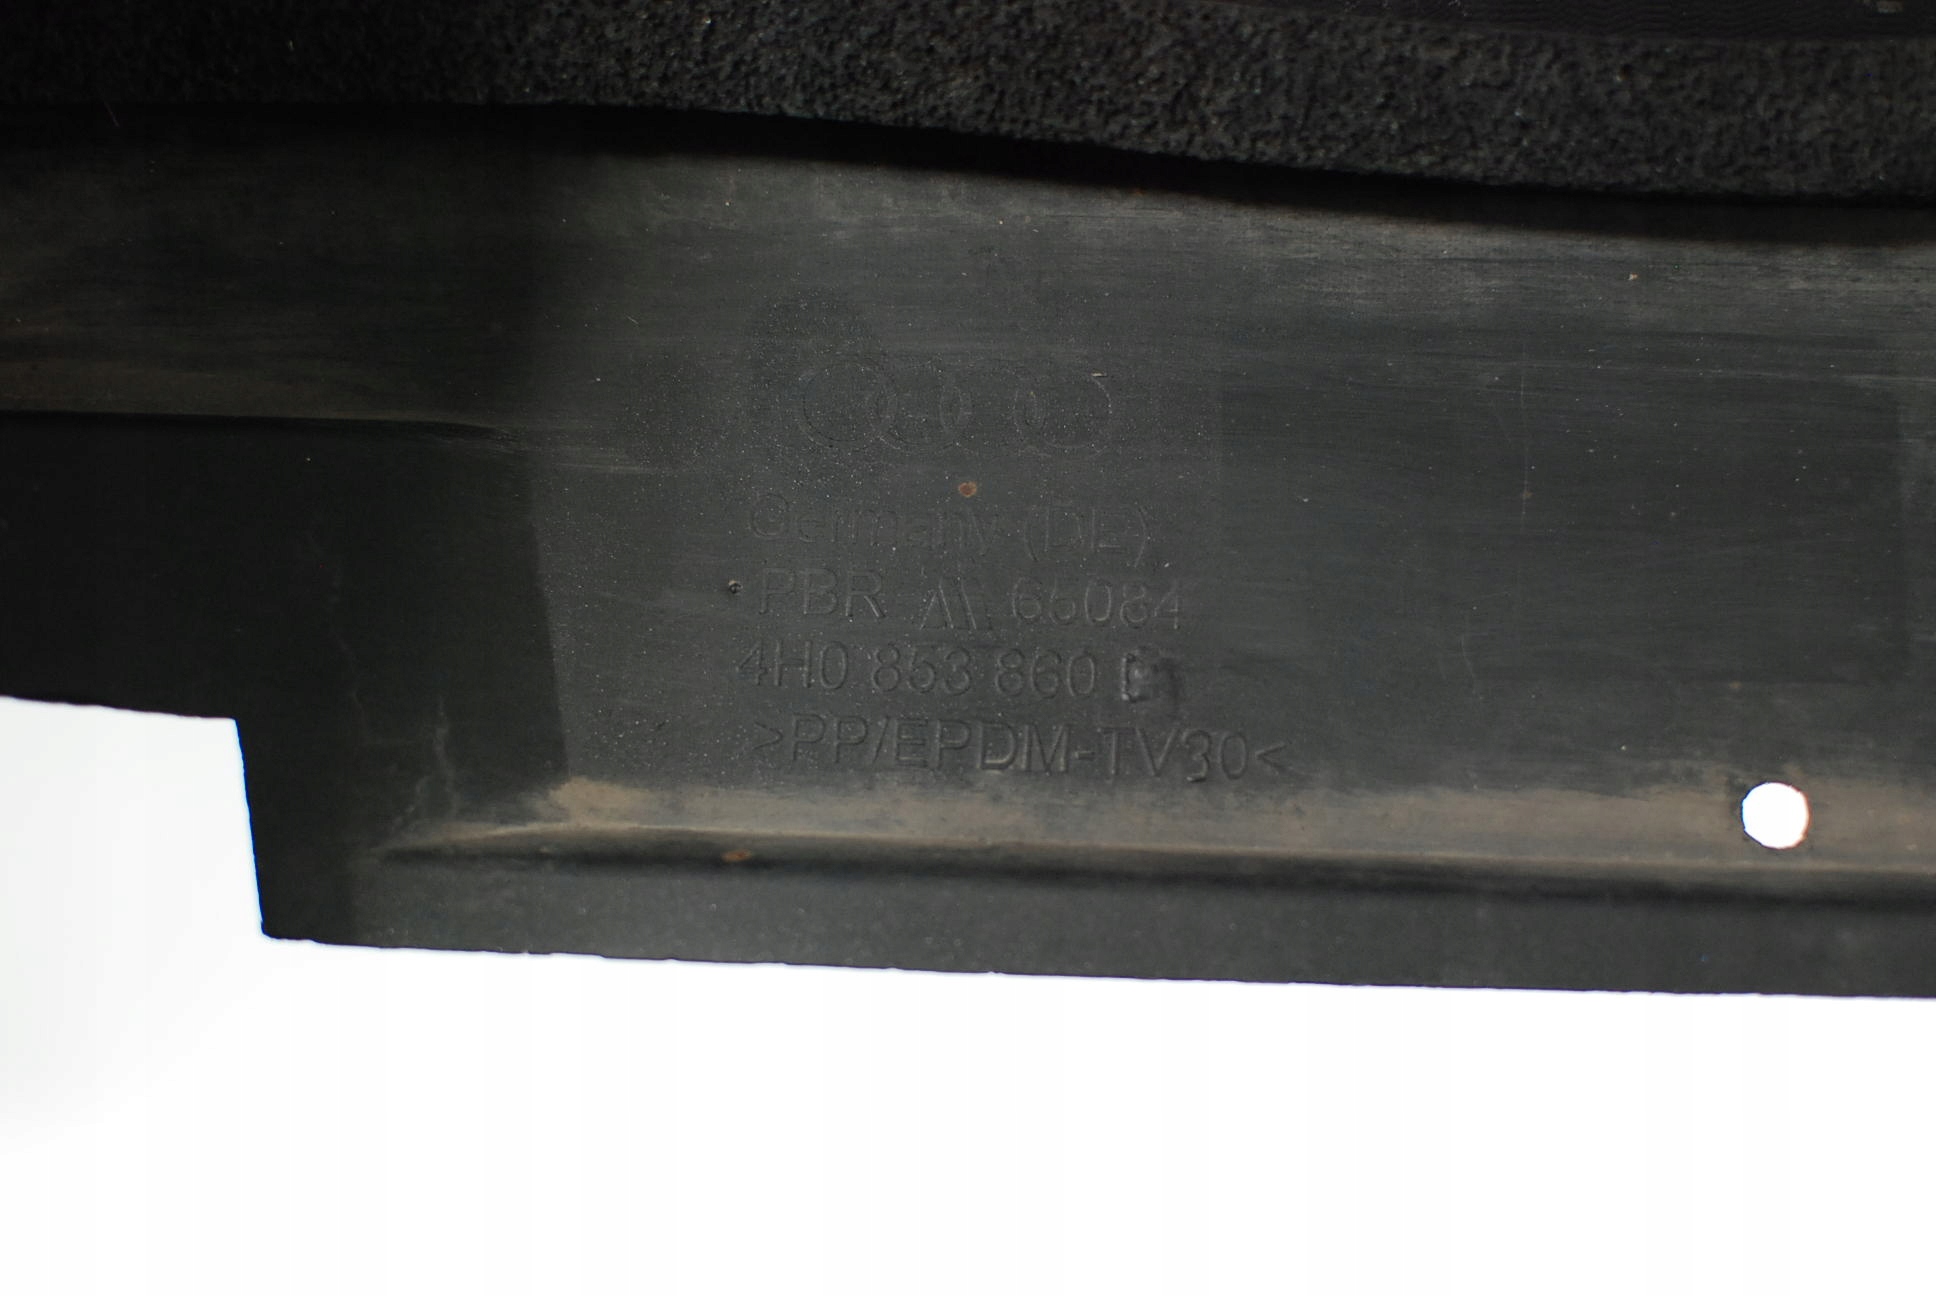 Germany (DE)
PBR 65084
4H0 853 860
>PP/EPDM-TV30<